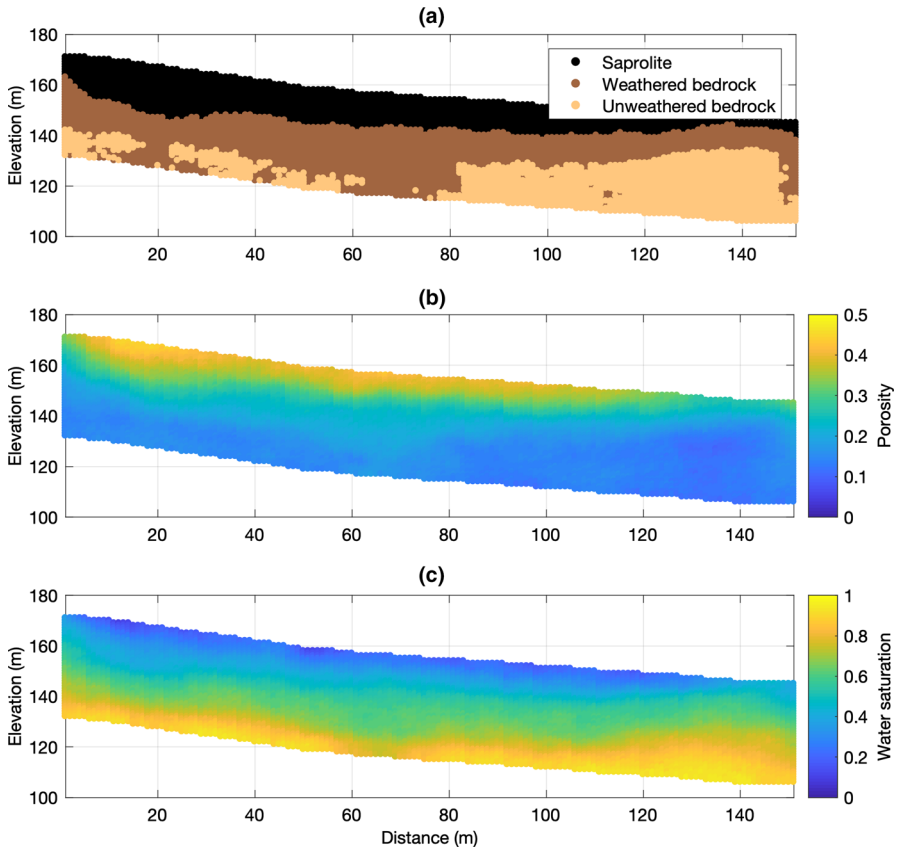 (a)
180
160
140
120
100
Elevation (m)
Saprolite
Weathered bedrock
Unweathered bedrock
20 40 60 80 100 120 140
(b)
180
160
140
120
100
Elevation (m)
20 40 60 80 100 120 140
0.5
0.4
0.3
0.2
0.1
0
Porosity
(c)
180
160
140
120
100
Elevation (m)
20 40 60 80 100 120 140
Distance (m)
1
0.8
0.6
0.4
0.2
0
Water saturation